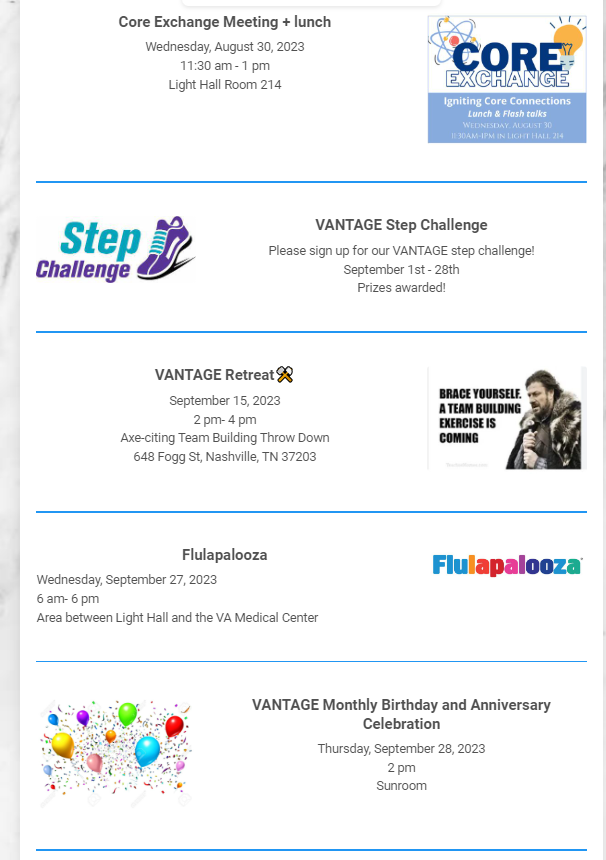 Core Exchange Meeting + lunch
Wednesday, August 30, 2023
11:30 am - 1 pm
Light Hall Room 214
CORE
EXCHANGE
Igniting Core Connections
Lunch & Flash talks
WEDNESDAY, AUGUST 30
11:30AM-1PM IN LIGHT HALL 214
Step
Challenge
VANTAGE Step Challenge
Please sign up for our VANTAGE step challenge!
September 1st - 28th
Prizes awarded!
VANTAGE Retreat
September 15, 2023
2 pm- 4 pm
Axe-citing Team Building Throw Down
648 Fogg St, Nashville, TN 37203
BRACE YOURSELF.
A TEAM BUILDING
EXERCISE IS
COMING
Flulapalooza
Wednesday, September 27, 2023
6 am- 6 pm
Area between Light Hall and the VA Medical Center
Flulapalooza
VANTAGE Monthly Birthday and Anniversary
Celebration
Thursday, September 28, 2023
2 pm
Sunroom